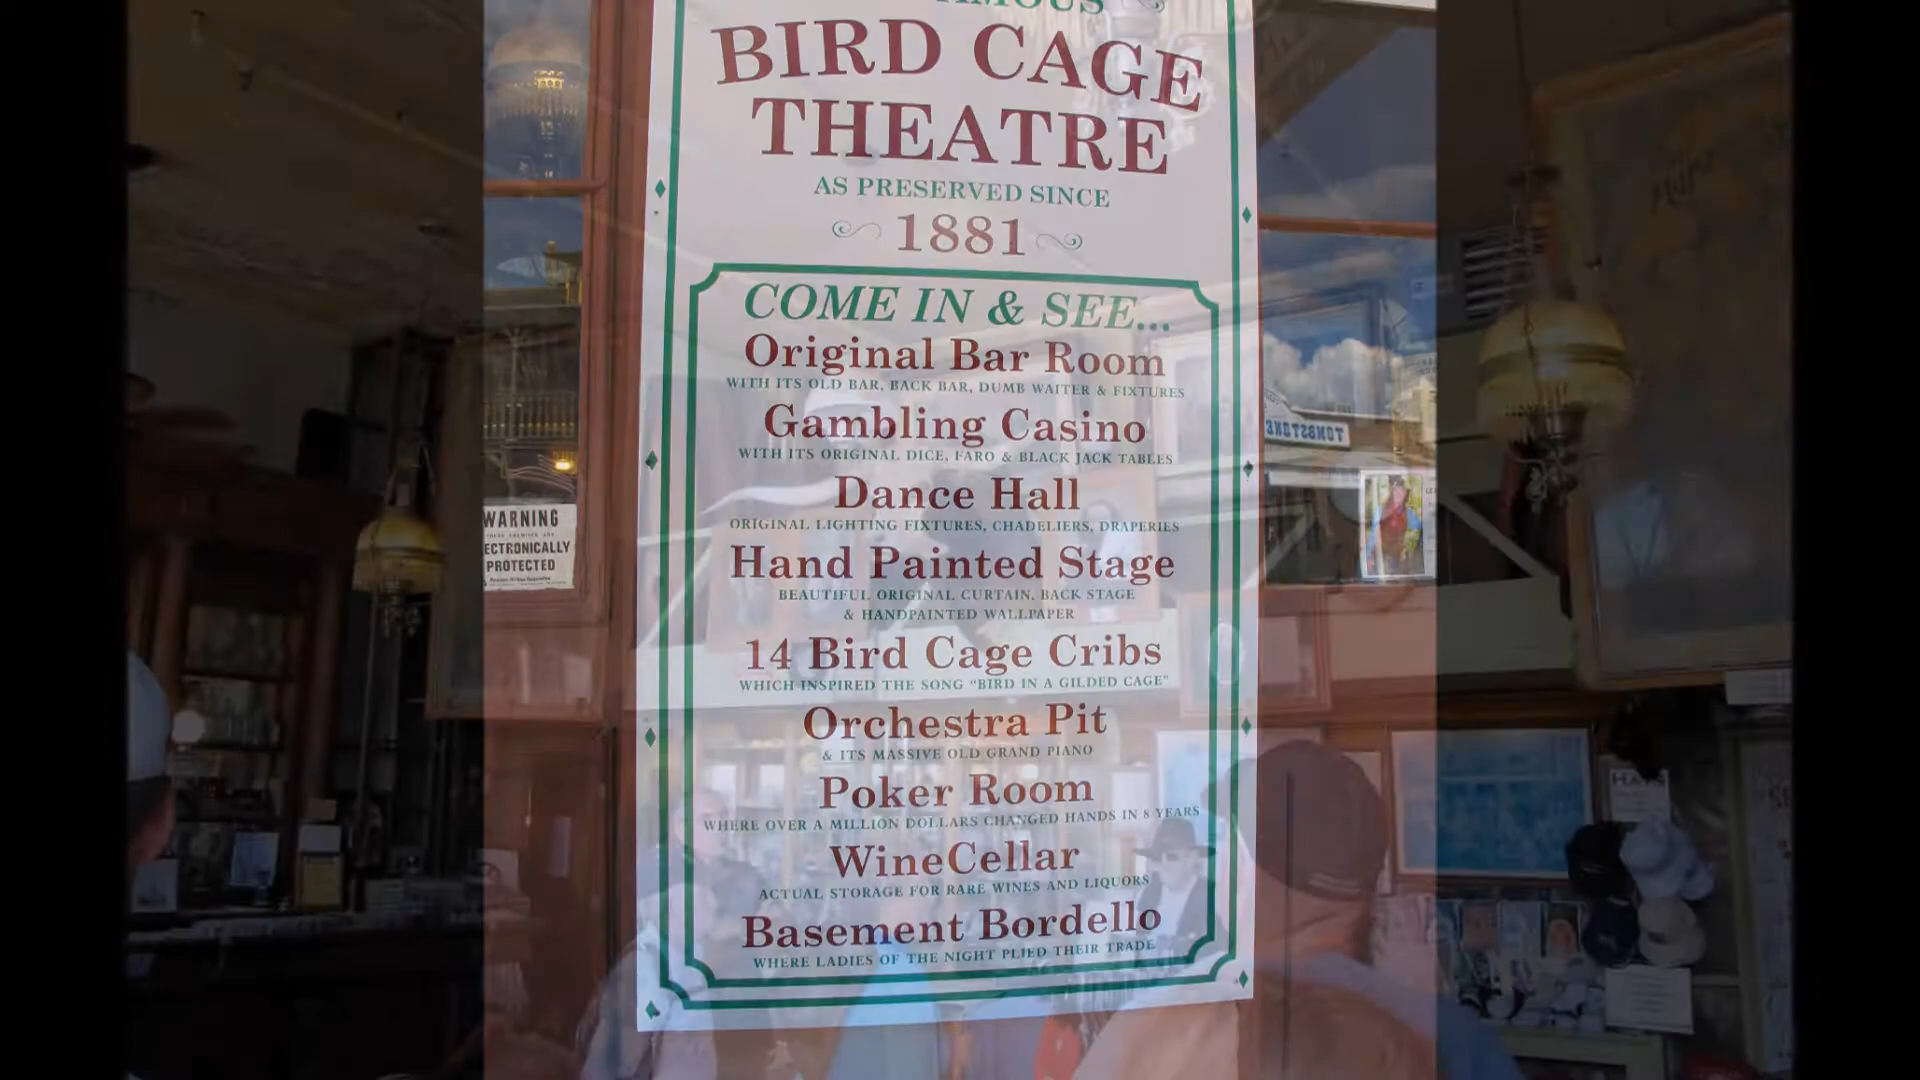 BIRD CAGE
THEATRE
AS PRESERVED SINCE
1881
COME IN & SEE...
Original Bar Room
WITH ITS OLD BAR, BACK BAR, DUMB WAITER & FIXTURES
Gambling Casino
WITH ITS ORIGINAL DICE, FARO & BLACK JACK TABLES
Dance Hall
ORIGINAL LIGHTING FIXTURES, CHADELIERS, DRAPERIES
Hand Painted Stage
BEAUTIFUL ORIGINAL CURTAIN, BACK STAGE
& HANDPAINTED WALLPAPER
14 Bird Cage Cribs
WHICH INSPIRED THE SONG “BIRD IN A GILDED CAGE”
Orchestra Pit
& ITS MASSIVE OLD GRAND PIANO
Poker Room
WHERE OVER A MILLION DOLLARS CHANGED HANDS IN 8 YEARS
WineCellar
ACTUAL STORAGE FOR RARE WINES AND LIQUORS
Basement Bordello
WHERE LADIES OF THE NIGHT PLIED THEIR TRADE
WARNING
ECTRONICALLY
PROTECTED
TOMBSTONE